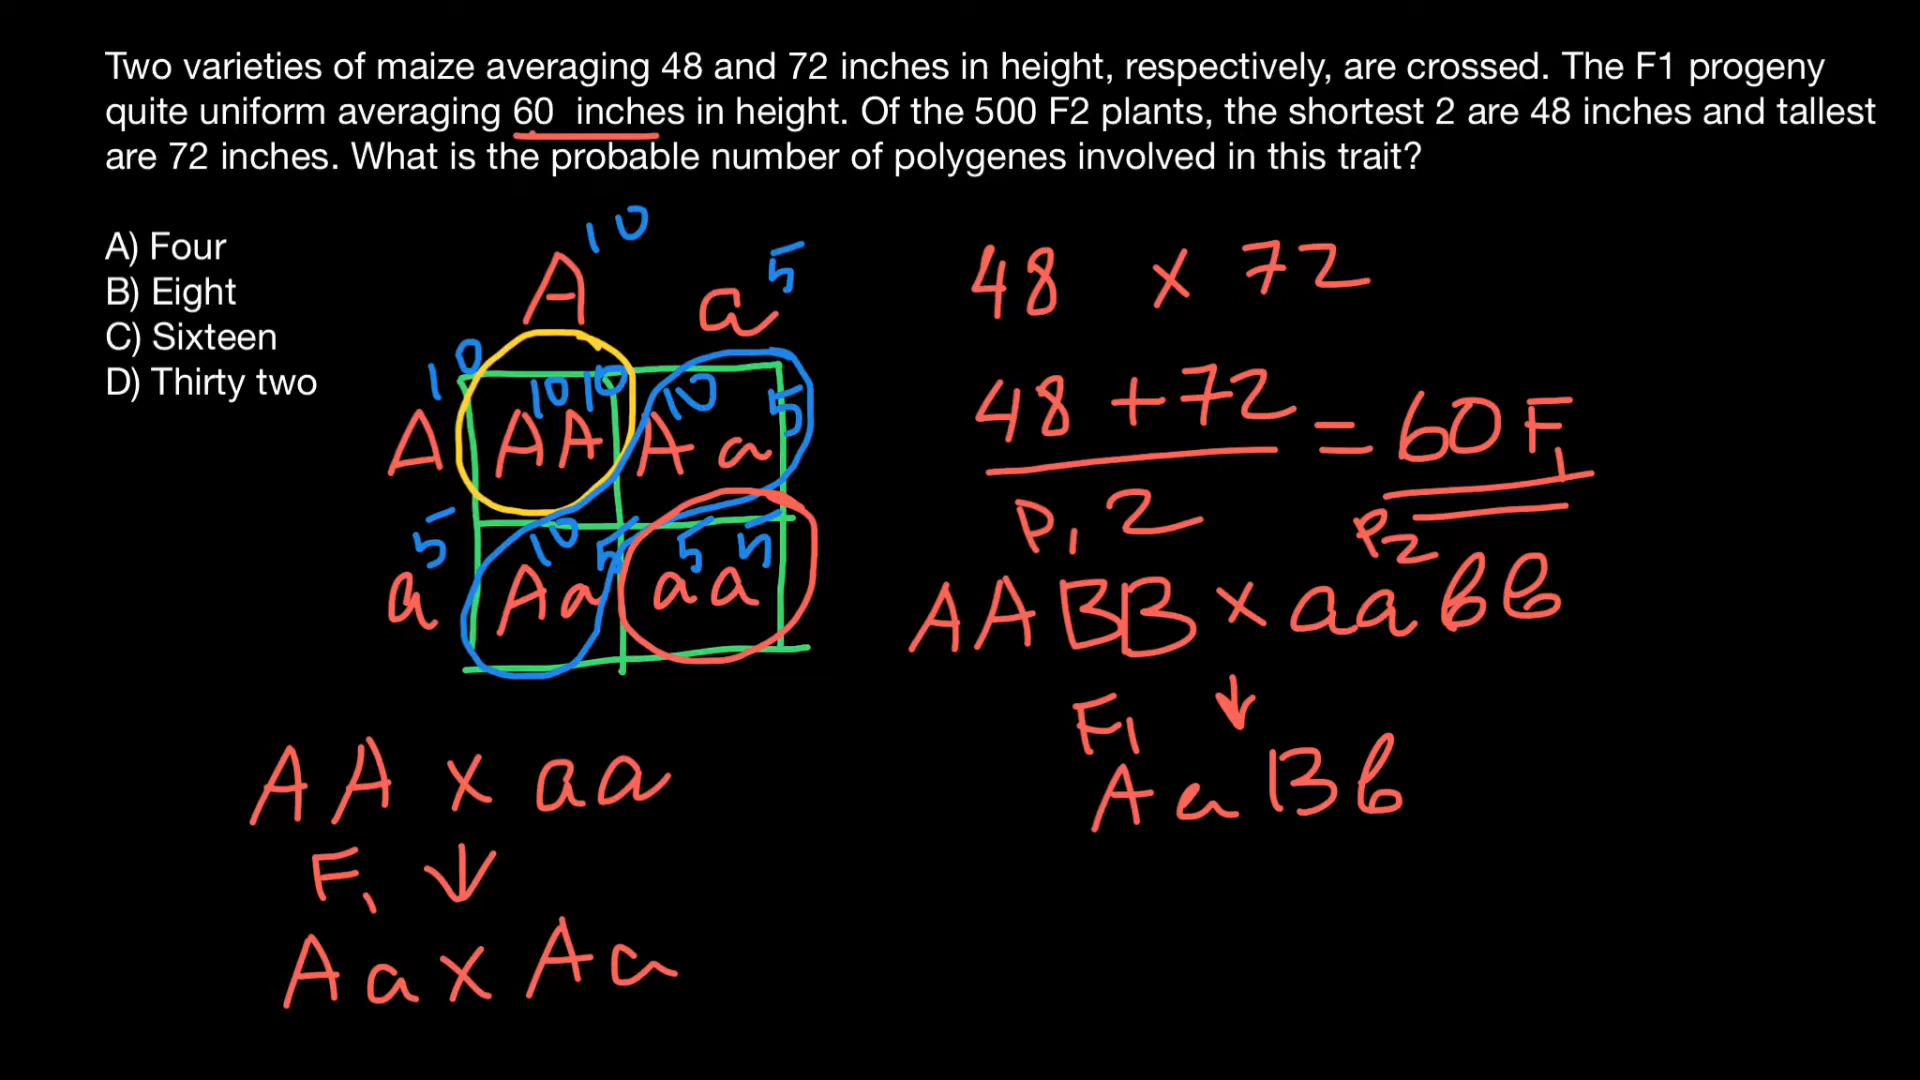 Two varieties of maize averaging 48 and 72 inches in height, respectively, are crossed. The F1 progeny
quite uniform averaging 60 inches in height. Of the 500 F2 plants, the shortest 2 are 48 inches and tallest
are 72 inches. What is the probable number of polygenes involved in this trait?
A) Four
B) Eight
C) Sixteen
D) Thirty two
10
A a 5
10
A
10 10
AA
10 5
Aa
5
a
10 5
Aa
5 5
aa
AA x aa
F1 ↓
Aa x Aa
48 x 72
48 + 72 = 60 F1
2
P1 P2
AABB x aabb
F1 ↓
AaBb